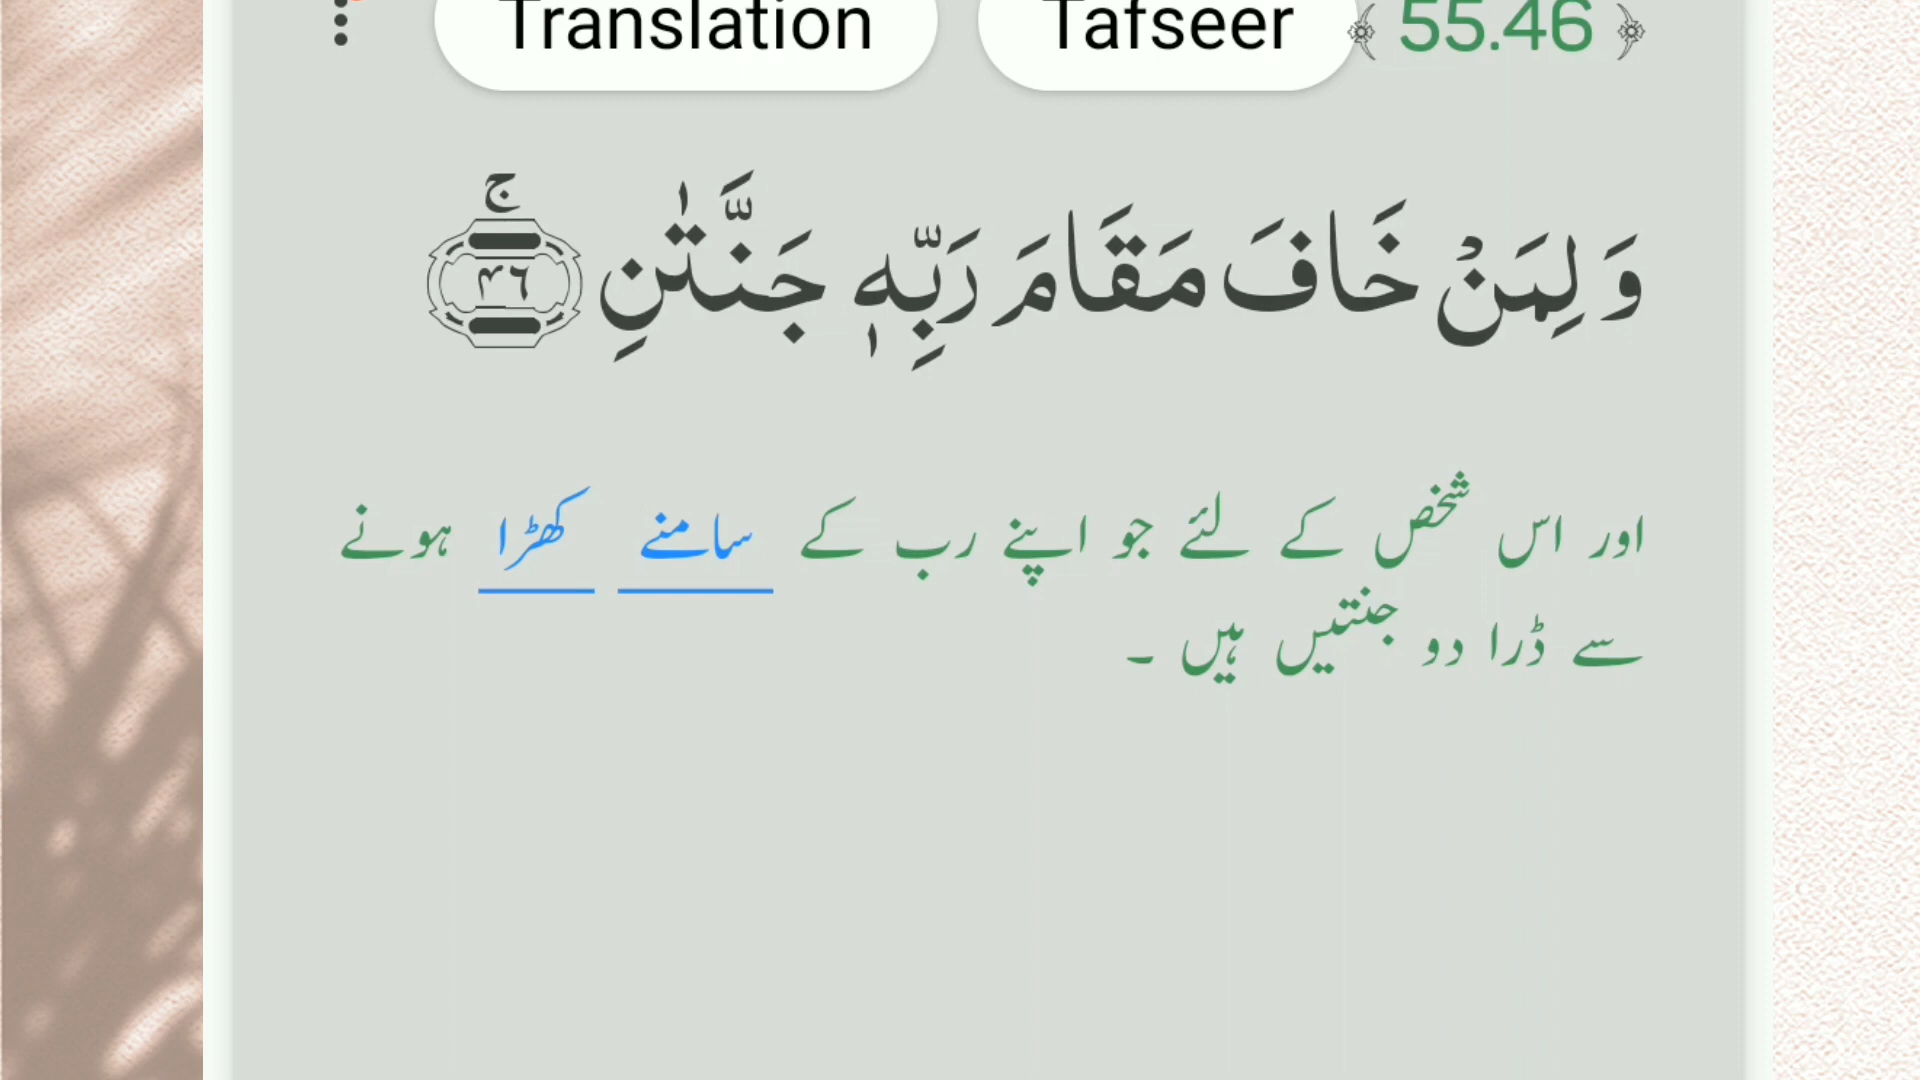 Translation Tafseer ﴾ 55.46 ﴿
وَ لِمَنْ خَافَ مَقَامَ رَبِّهٖ جَنَّتٰنِ ۚ﴿۴۶﴾
اور اس شخص کے لئے جو اپنے رب کے سامنے کھڑا ہونے
سے ڈرا دو جنتیں ہیں ۔